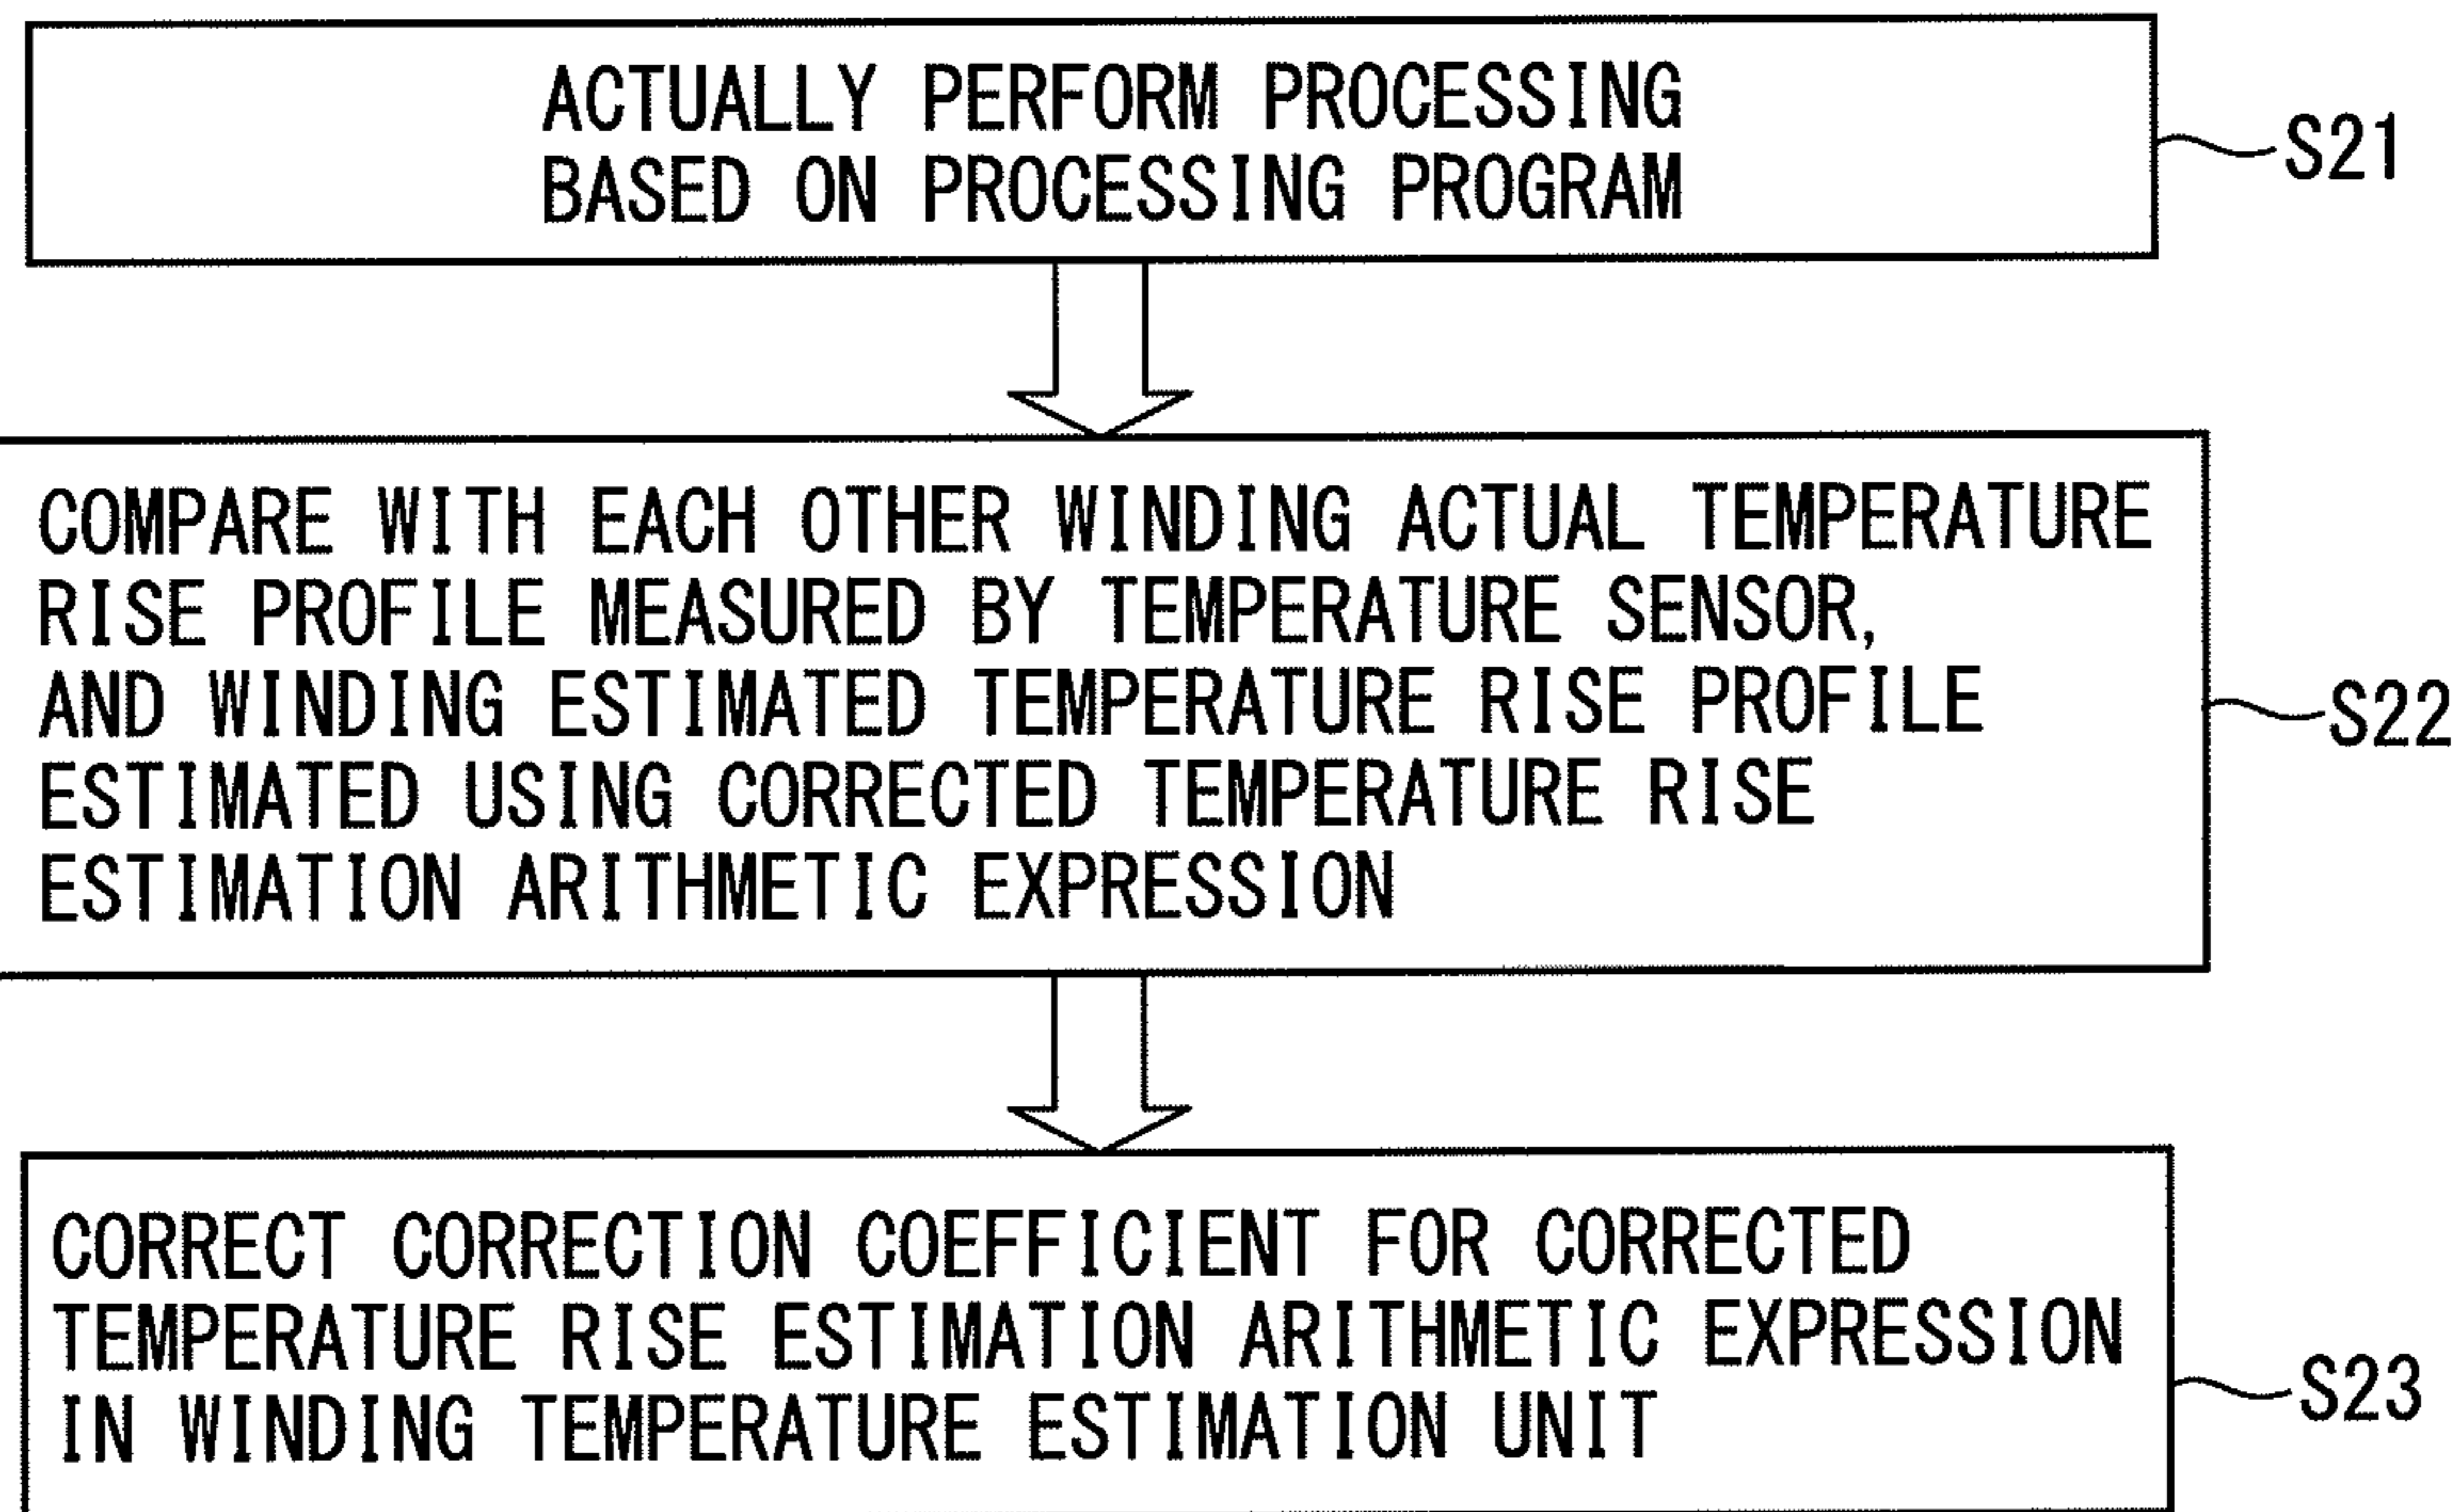 ACTUALLY PERFORM PROCESSING
BASED ON PROCESSING PROGRAM
S21
COMPARE WITH EACH OTHER WINDING ACTUAL TEMPERATURE
RISE PROFILE MEASURED BY TEMPERATURE SENSOR,
AND WINDING ESTIMATED TEMPERATURE RISE PROFILE
ESTIMATED USING CORRECTED TEMPERATURE RISE
ESTIMATION ARITHMETIC EXPRESSION
S22
CORRECT CORRECTION COEFFICIENT FOR CORRECTED
TEMPERATURE RISE ESTIMATION ARITHMETIC EXPRESSION
IN WINDING TEMPERATURE ESTIMATION UNIT
S23